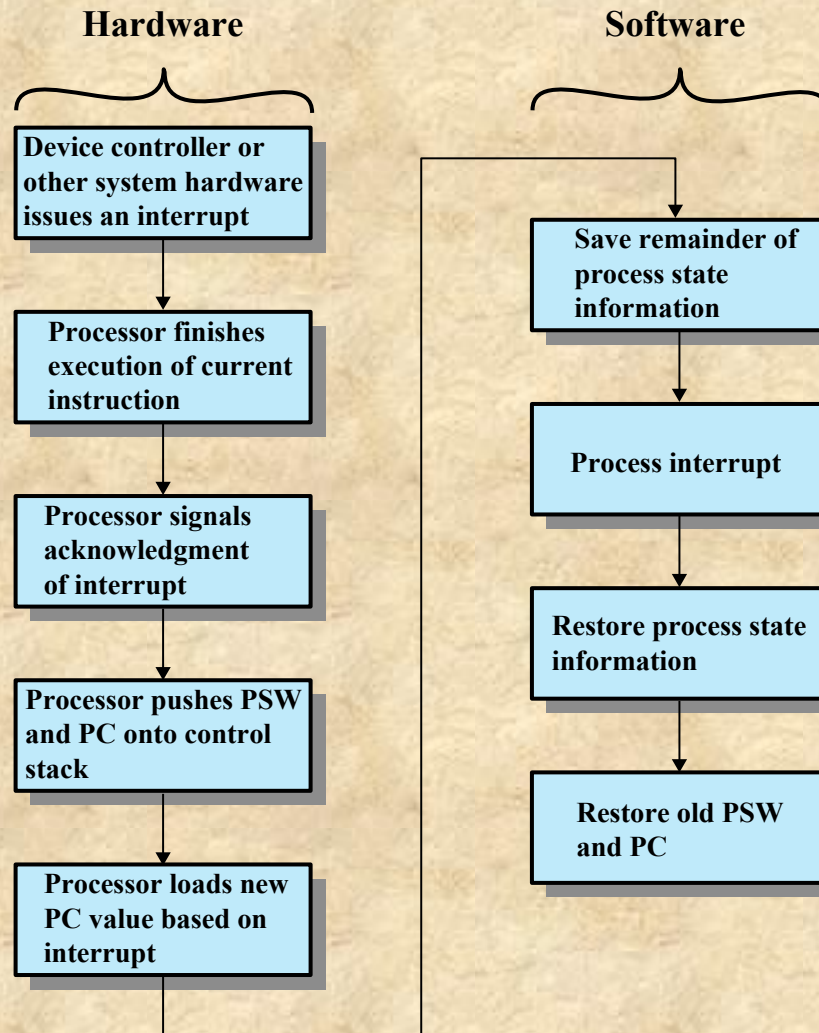 Hardware
Device controller or
other system hardware
issues an interrupt
Processor finishes
execution of current
instruction
Processor signals
acknowledgment
of interrupt
Processor pushes PSW
and PC onto control
stack
Processor loads new
PC value based on
interrupt
Software
Save remainder of
process state
information
Process interrupt
Restore process state
information
Restore old PSW
and PC